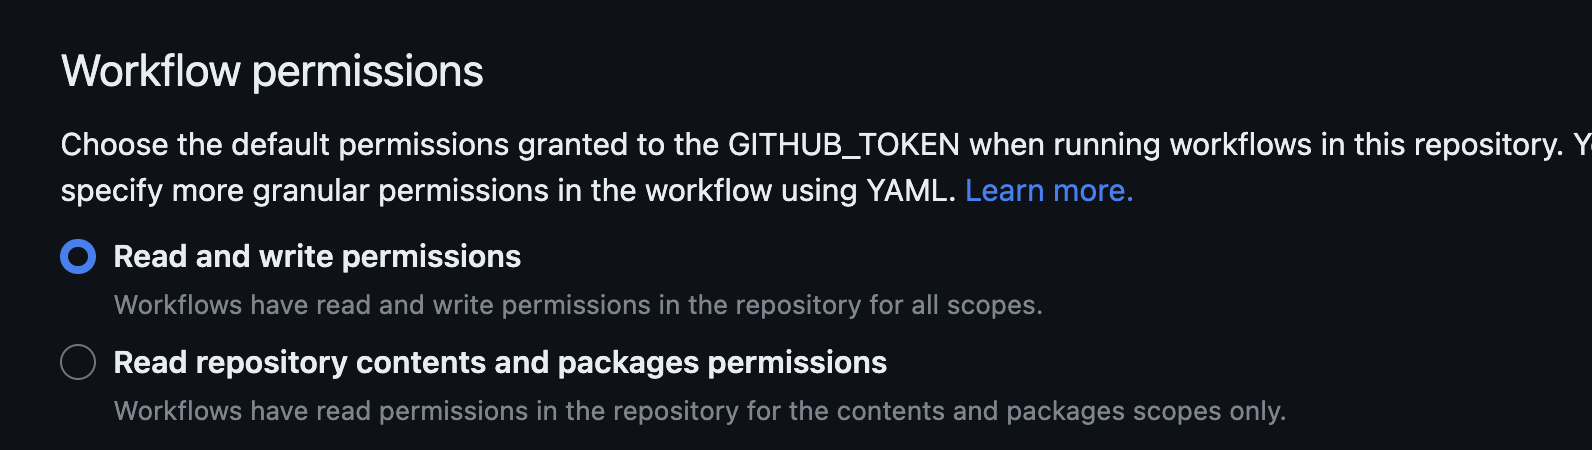 Workflow permissions
Choose the default permissions granted to the GITHUB_TOKEN when running workflows in this repository.
specify more granular permissions in the workflow using YAML. Learn more.
Read and write permissions
Workflows have read and write permissions in the repository for all scopes.
Read repository contents and packages permissions
Workflows have read permissions in the repository for the contents and packages scopes only.